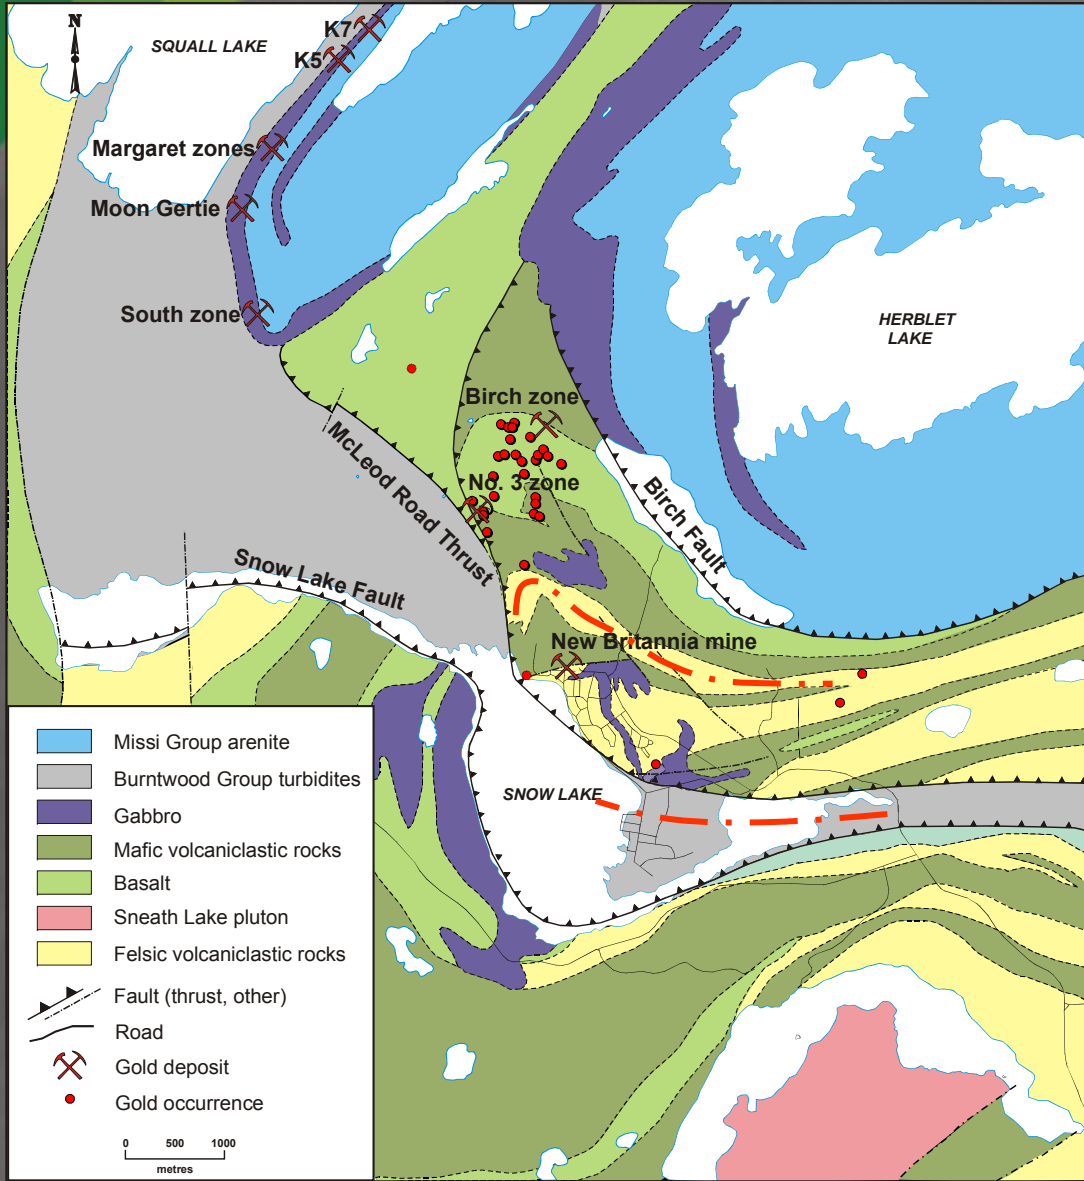 N
SQUALL LAKE
K7
K5
Margaret zones
Moon Gertie
South zone
HERBLET
LAKE
Birch zone
McLeod Road Thrust
No. 3 zone
Birch Fault
Snow Lake Fault
New Britannia mine
SNOW LAKE
Missi Group arenite
Burntwood Group turbidites
Gabbro
Mafic volcaniclastic rocks
Basalt
Sneath Lake pluton
Felsic volcaniclastic rocks
Fault (thrust, other)
Road
Gold deposit
Gold occurrence
0 500 1000
metres